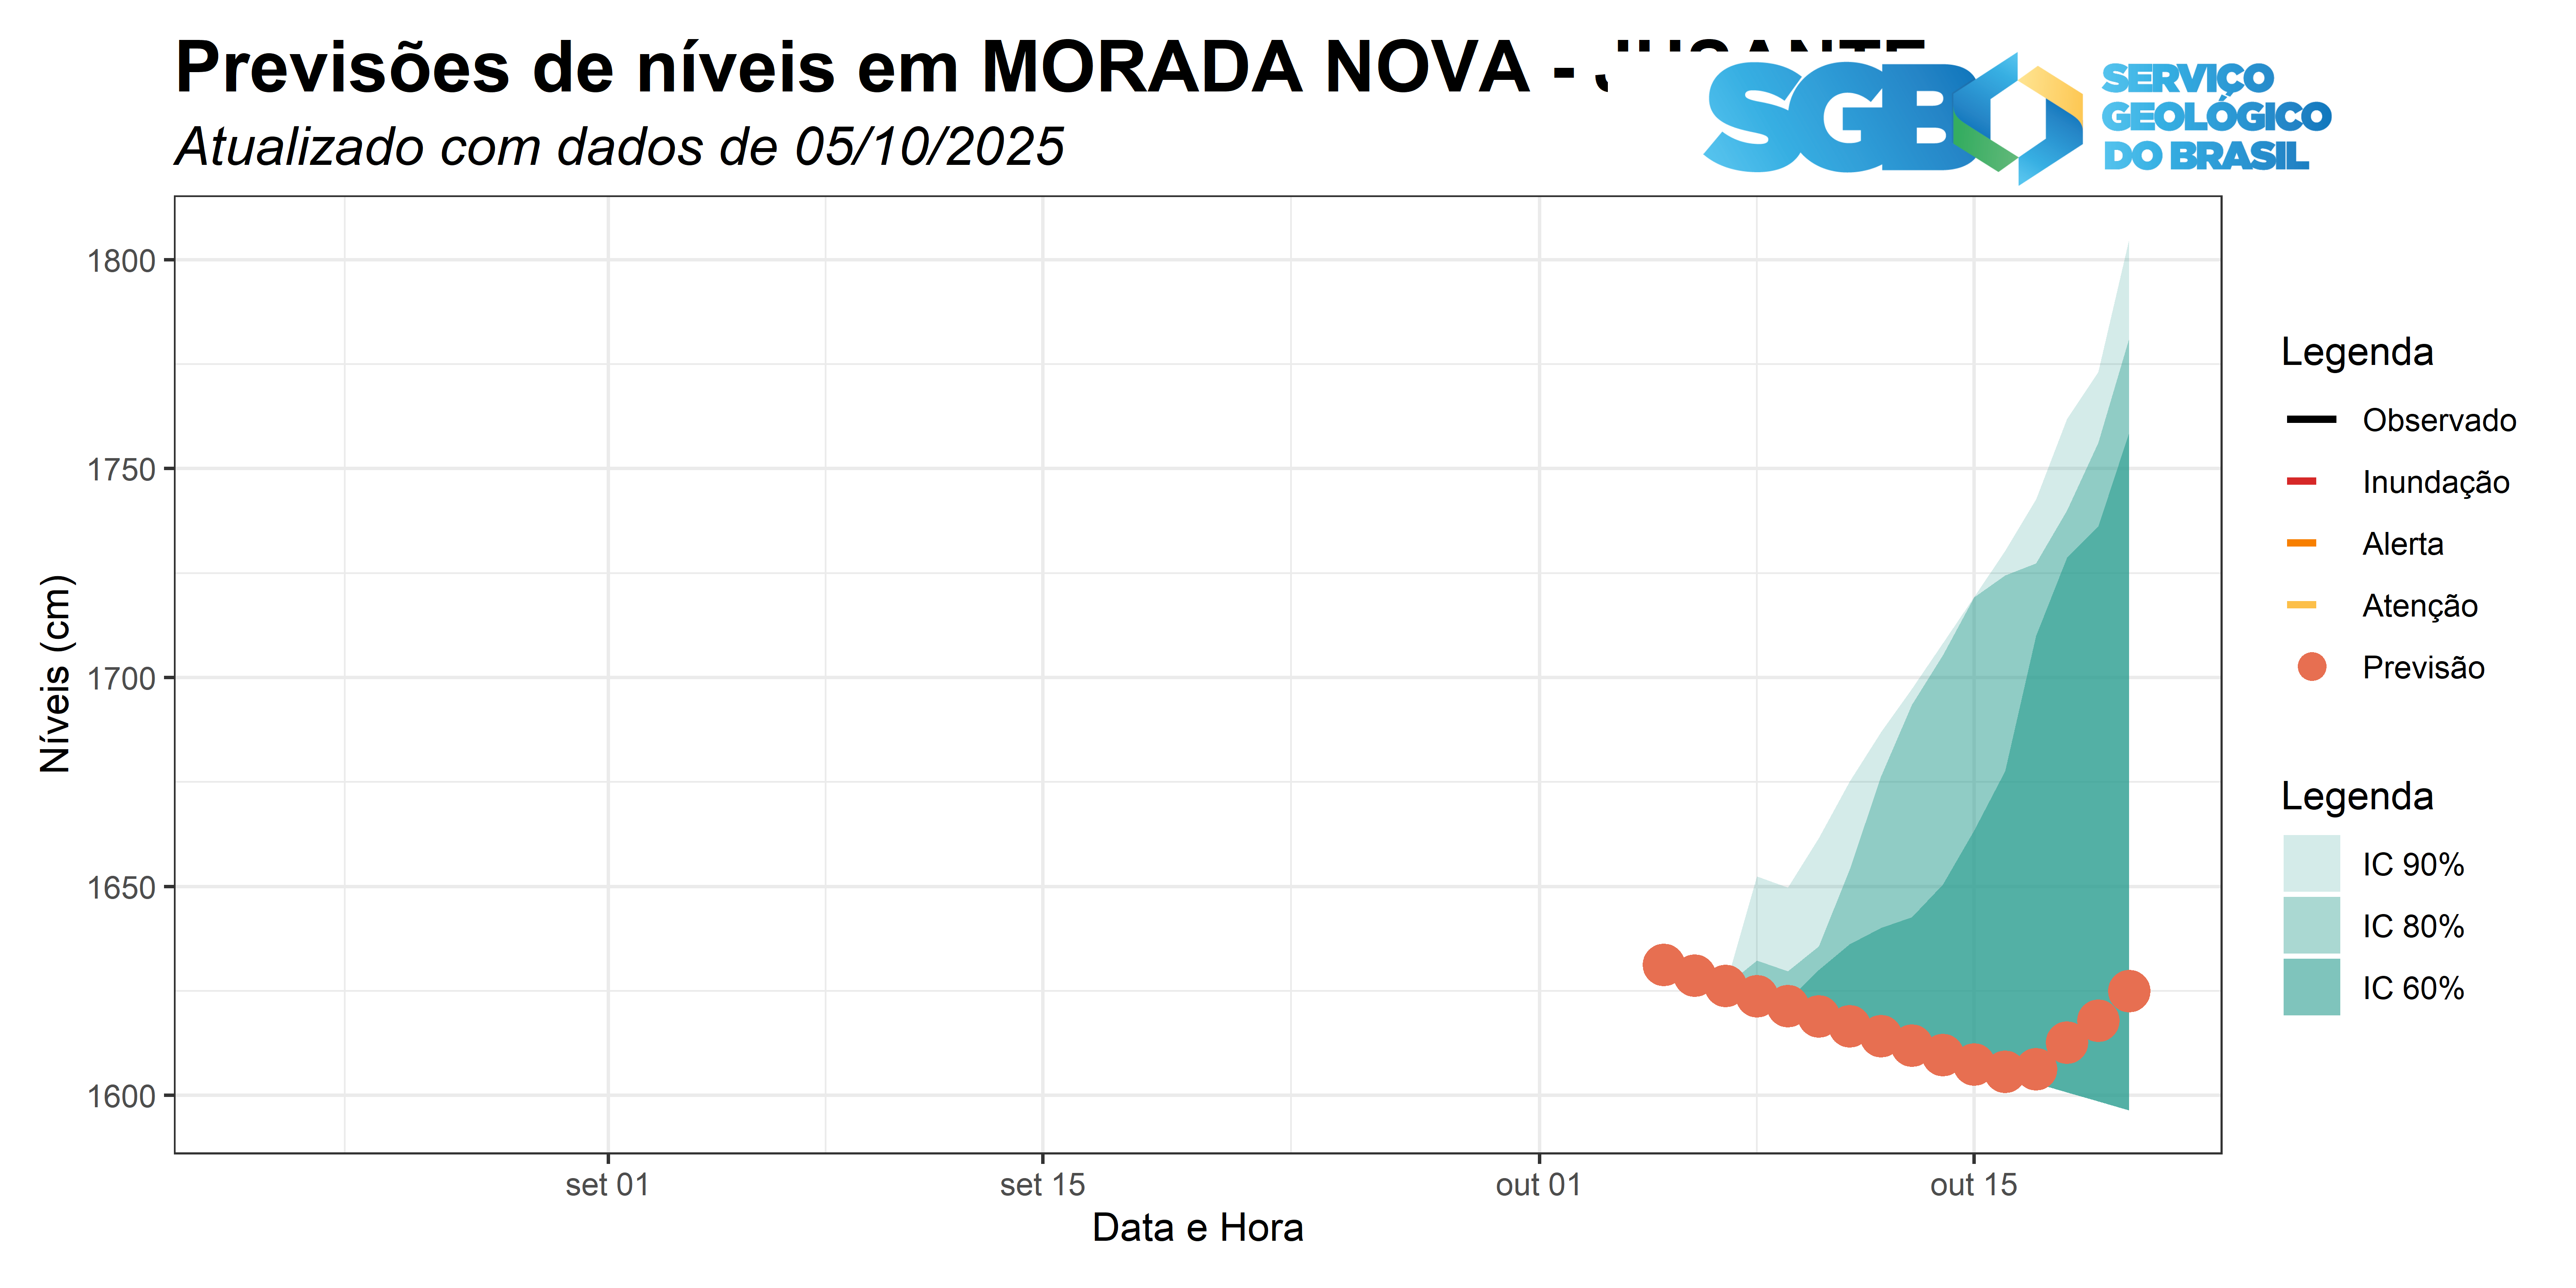 Previsões de níveis em MORADA NOVA -
Atualizado com dados de 05/10/2025
SGB
SERVIÇO
GEOLÓGICO
DO BRASIL
Níveis (cm)
1800
1750
1700
1650
1600
set 01
set 15
out 01
out 15
Data e Hora
Legenda
Observado
Inundação
Alerta
Atenção
Previsão
Legenda
IC 90%
IC 80%
IC 60%